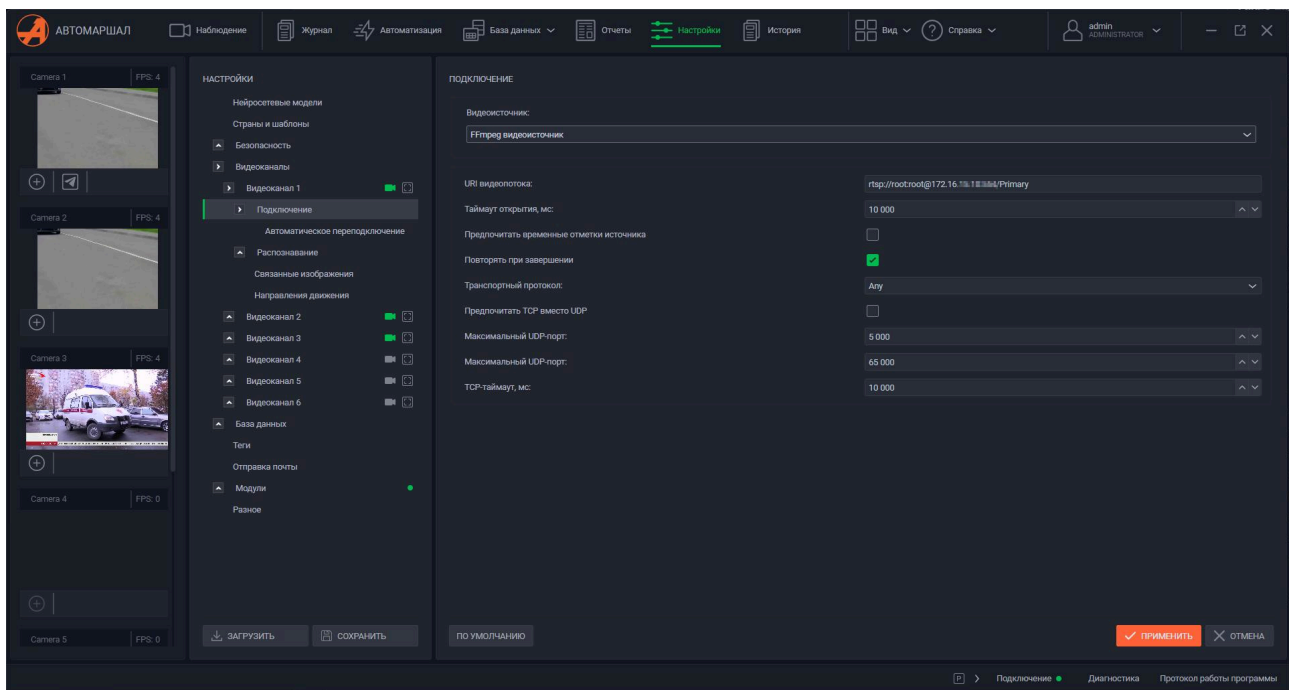 АВТОМАРШАЛ
Наблюдение
Журнал
Автоматизация
База данных
Отчеты
Настройки
История
Вид
? Справка
admin
ADMINISTRATOR
Camera 1 FPS: 4
Camera 2 FPS: 4
Camera 3 FPS: 4
Camera 4 FPS: 0
Camera 5 FPS: 0
НАСТРОЙКИ
Нейросетевые модели
Страны и шаблоны
Безопасность
Видеоканалы
Видеоканал 1
Подключение
Автоматическое переподключение
Распознавание
Связанные изображения
Направления движения
Видеоканал 2
Видеоканал 3
Видеоканал 4
Видеоканал 5
Видеоканал 6
База данных
Теги
Отправка почты
Модули
Разное
ЗАГРУЗИТЬ
СОХРАНИТЬ
ПОДКЛЮЧЕНИЕ
Видеоисточник:
FFmpeg видеоисточник
URI видеопотока: rtsp://root:root@172.16. /Primary
Таймаут открытия, мс: 10 000
Предпочитать временные отметки источника
Повторять при завершении
Транспортный протокол: Any
Предпочитать TCP вместо UDP
Максимальный UDP-порт: 5 000
Максимальный UDP-порт: 65 000
TCP-таймаут, мс: 10 000
ПО УМОЛЧАНИЮ
ПРИМЕНИТЬ
ОТМЕНА
P
Подключение
Диагностика
Протокол работы программы